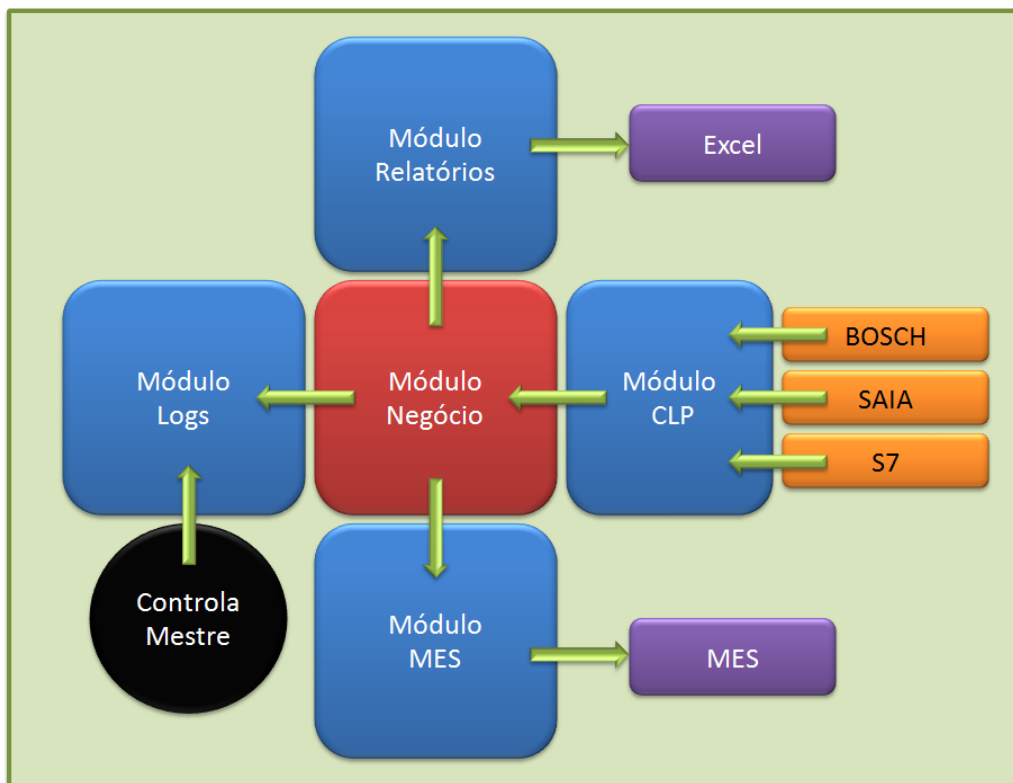 Módulo
Relatórios
Excel
Módulo
Logs
Módulo
Negócio
Módulo
CLP
BOSCH
SAIA
S7
Controla
Mestre
Módulo
MES
MES